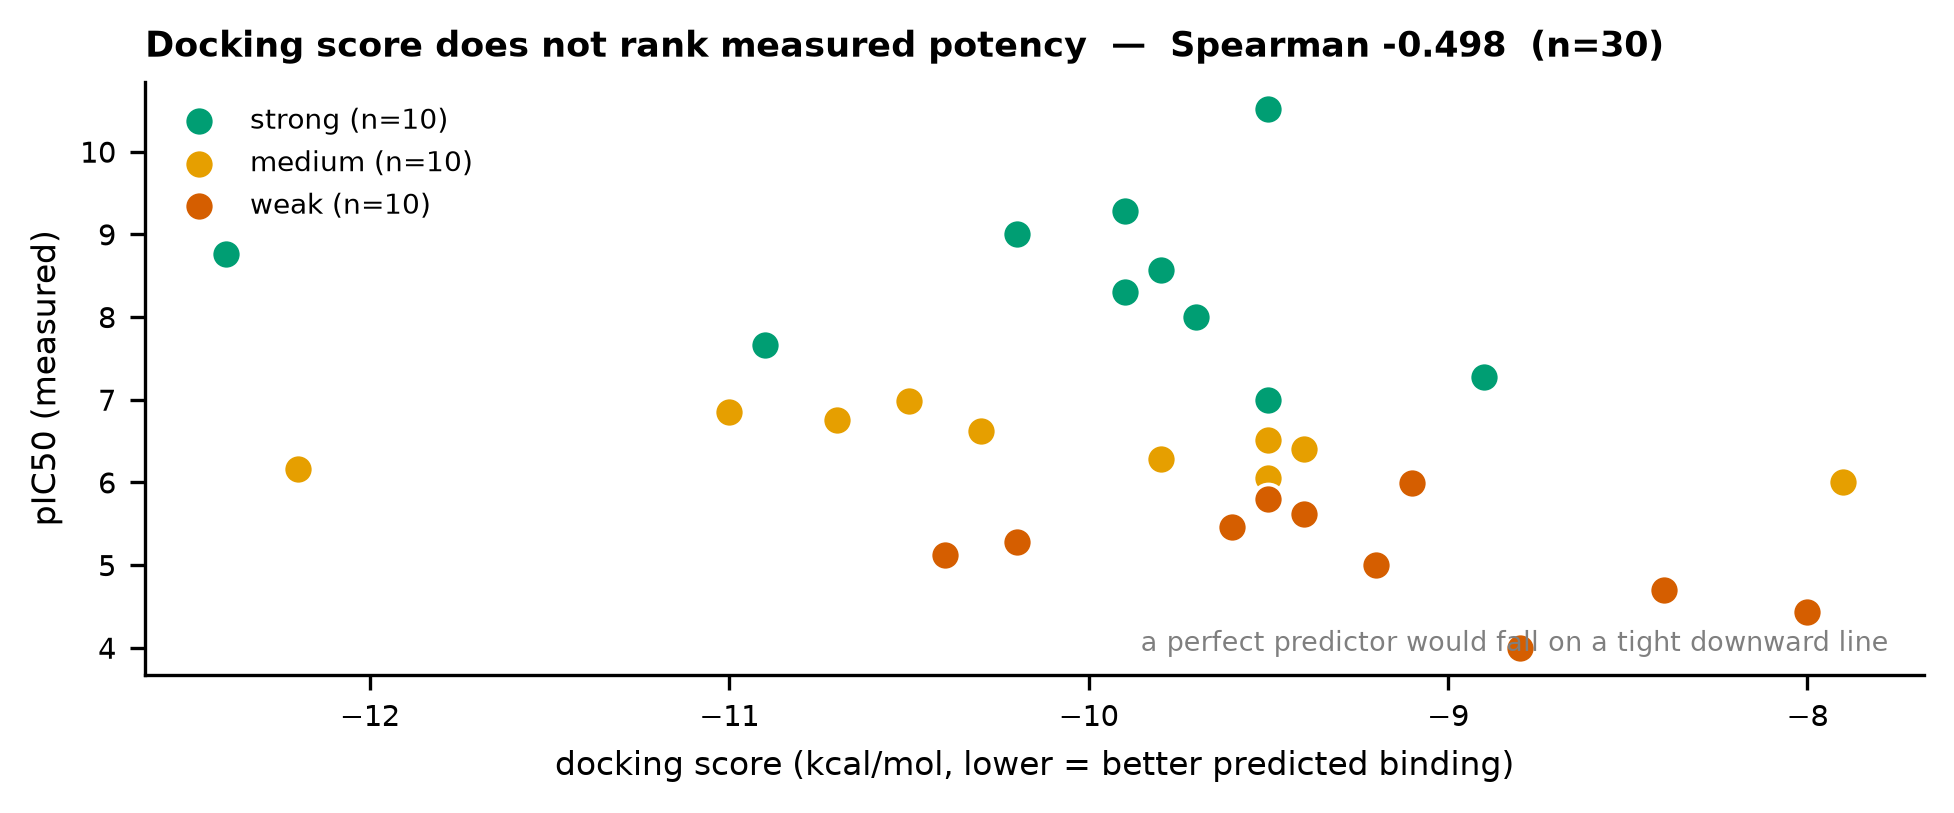 Docking score does not rank measured potency — Spearman -0.498 (n=30)
strong (n=10)
medium (n=10)
weak (n=10)
pIC50 (measured)
10
9
8
7
6
5
4
a perfect predictor would fall on a tight downward line
−12
−11
−10
−9
−8
docking score (kcal/mol, lower = better predicted binding)